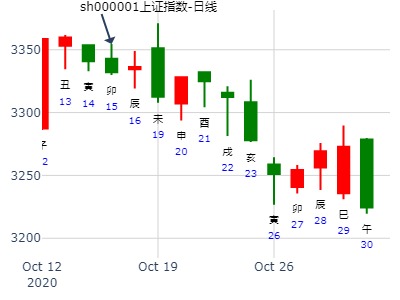 sh000001上证指数-日线
3350
3300
3250
3200
子
2
丑
13
寅
14
卯
15
辰
16
未
19
申
20
酉
21
戌
22
亥
23
寅
26
卯
27
辰
28
巳
29
午
30
Oct 12
2020
Oct 19
Oct 26